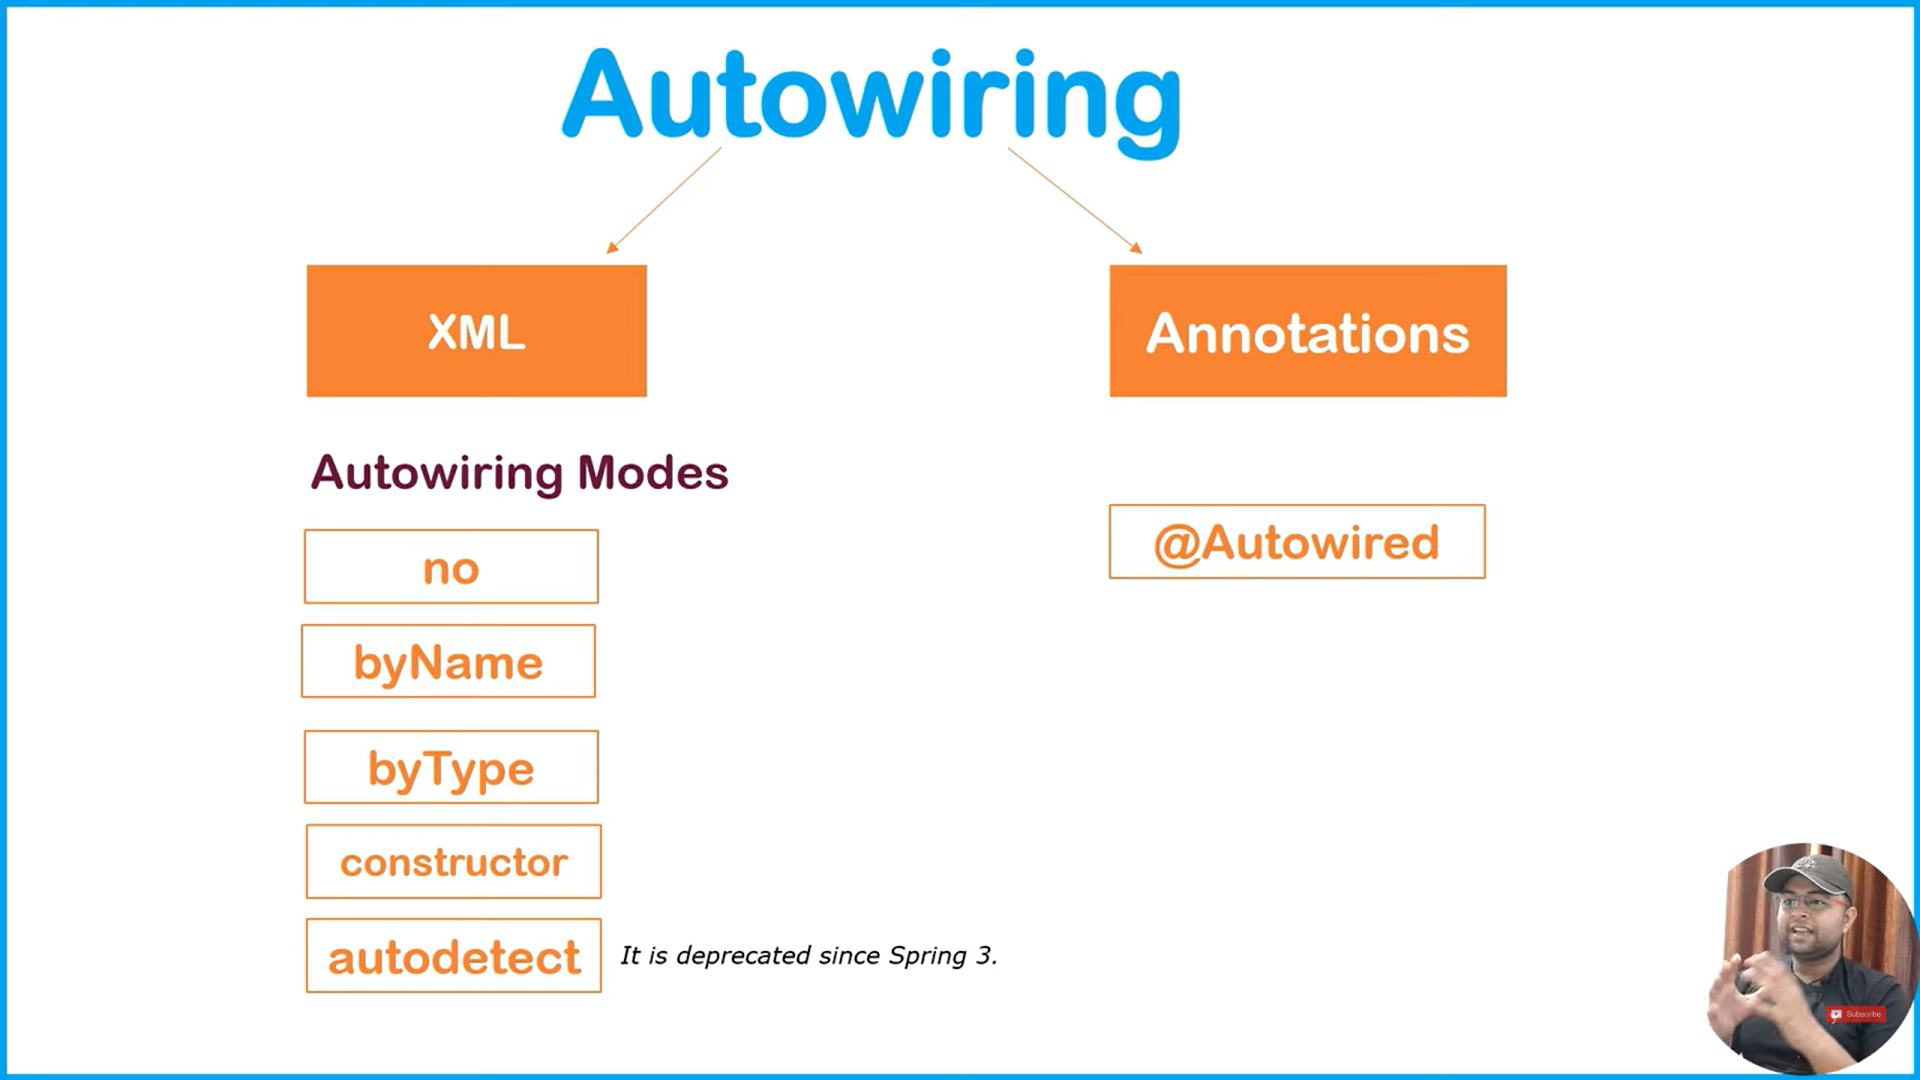 Autowiring
XML
Annotations
Autowiring Modes
@Autowired
no
byName
byType
constructor
autodetect
It is deprecated since Spring 3.
Subscribe